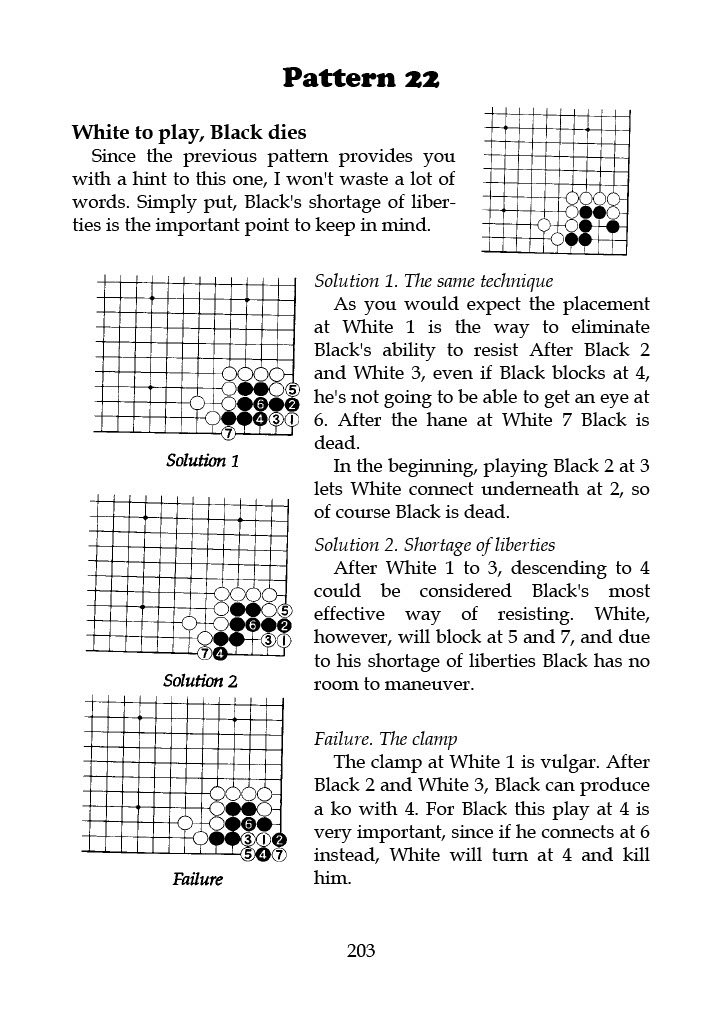 Pattern 22
White to play, Black dies
Since the previous pattern provides you
with a hint to this one, I won't waste a lot of
words. Simply put, Black's shortage of liber-
ties is the important point to keep in mind.
Solution 1. The same technique
As you would expect the placement
at White 1 is the way to eliminate
Black's ability to resist After Black 2
and White 3, even if Black blocks at 4,
he's not going to be able to get an eye at
6. After the hane at White 7 Black is
dead.
In the beginning, playing Black 2 at 3
lets White connect underneath at 2, so
of course Black is dead.
5
6 2
4 3 1
7
Solution 1
Solution 2. Shortage of liberties
After White 1 to 3, descending to 4
could be considered Black's most
effective way of resisting. White,
however, will block at 5 and 7, and due
to his shortage of liberties Black has no
room to maneuver.
5
6 2
3 1
7 4
Solution 2
Failure. The clamp
The clamp at White 1 is vulgar. After
Black 2 and White 3, Black can produce
a ko with 4. For Black this play at 4 is
very important, since if he connects at 6
instead, White will turn at 4 and kill
him.
6
3 1 2
5 4 7
Failure
203